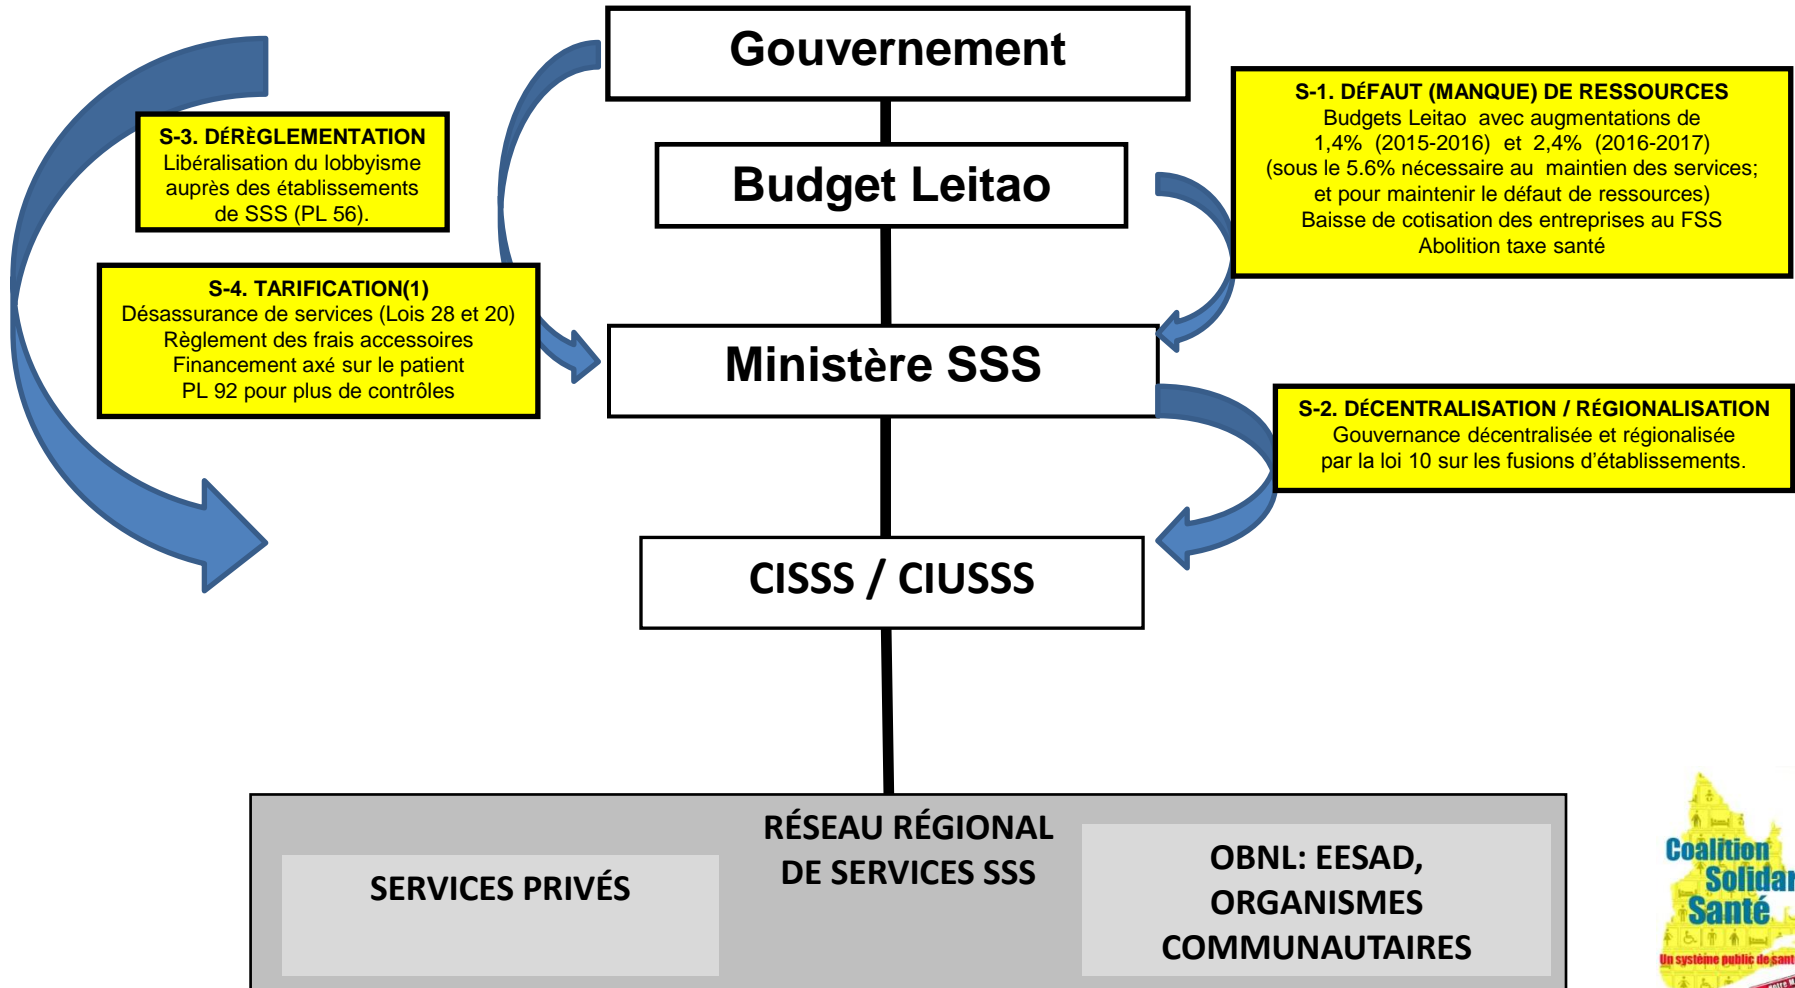 Gouvernement
Budget Leitao
S-1. DÉFAUT (MANQUE) DE RESSOURCES
Budgets Leitao avec augmentations de
1,4% (2015-2016) et 2,4% (2016-2017)
(sous le 5.6% nécessaire au maintien des services;
et pour maintenir le défaut de ressources)
Baisse de cotisation des entreprises au FSS
Abolition taxe santé
S-3. DÉRÈGLEMENTATION
Libéralisation du lobbyisme
auprès des établissements
de SSS (PL 56).
S-4. TARIFICATION(1)
Désassurance de services (Lois 28 et 20)
Règlement des frais accessoires
Financement axé sur le patient
PL 92 pour plus de contrôles
Ministère SSS
S-2. DÉCENTRALISATION / RÉGIONALISATION
Gouvernance décentralisée et régionalisée
par la loi 10 sur les fusions d’établissements.
CISSS / CIUSSS
RÉSEAU RÉGIONAL
DE SERVICES SSS
SERVICES PRIVÉS
OBNL: EESAD,
ORGANISMES
COMMUNAUTAIRES
Coalition
Solidar
Santé
Un système public de sant